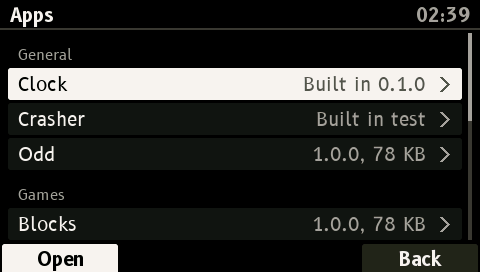 Apps 02:39
General
Clock Built in 0.1.0
Crasher Built in test
Odd 1.0.0, 78 KB
Games
Blocks 1.0.0, 78 KB
Open Back